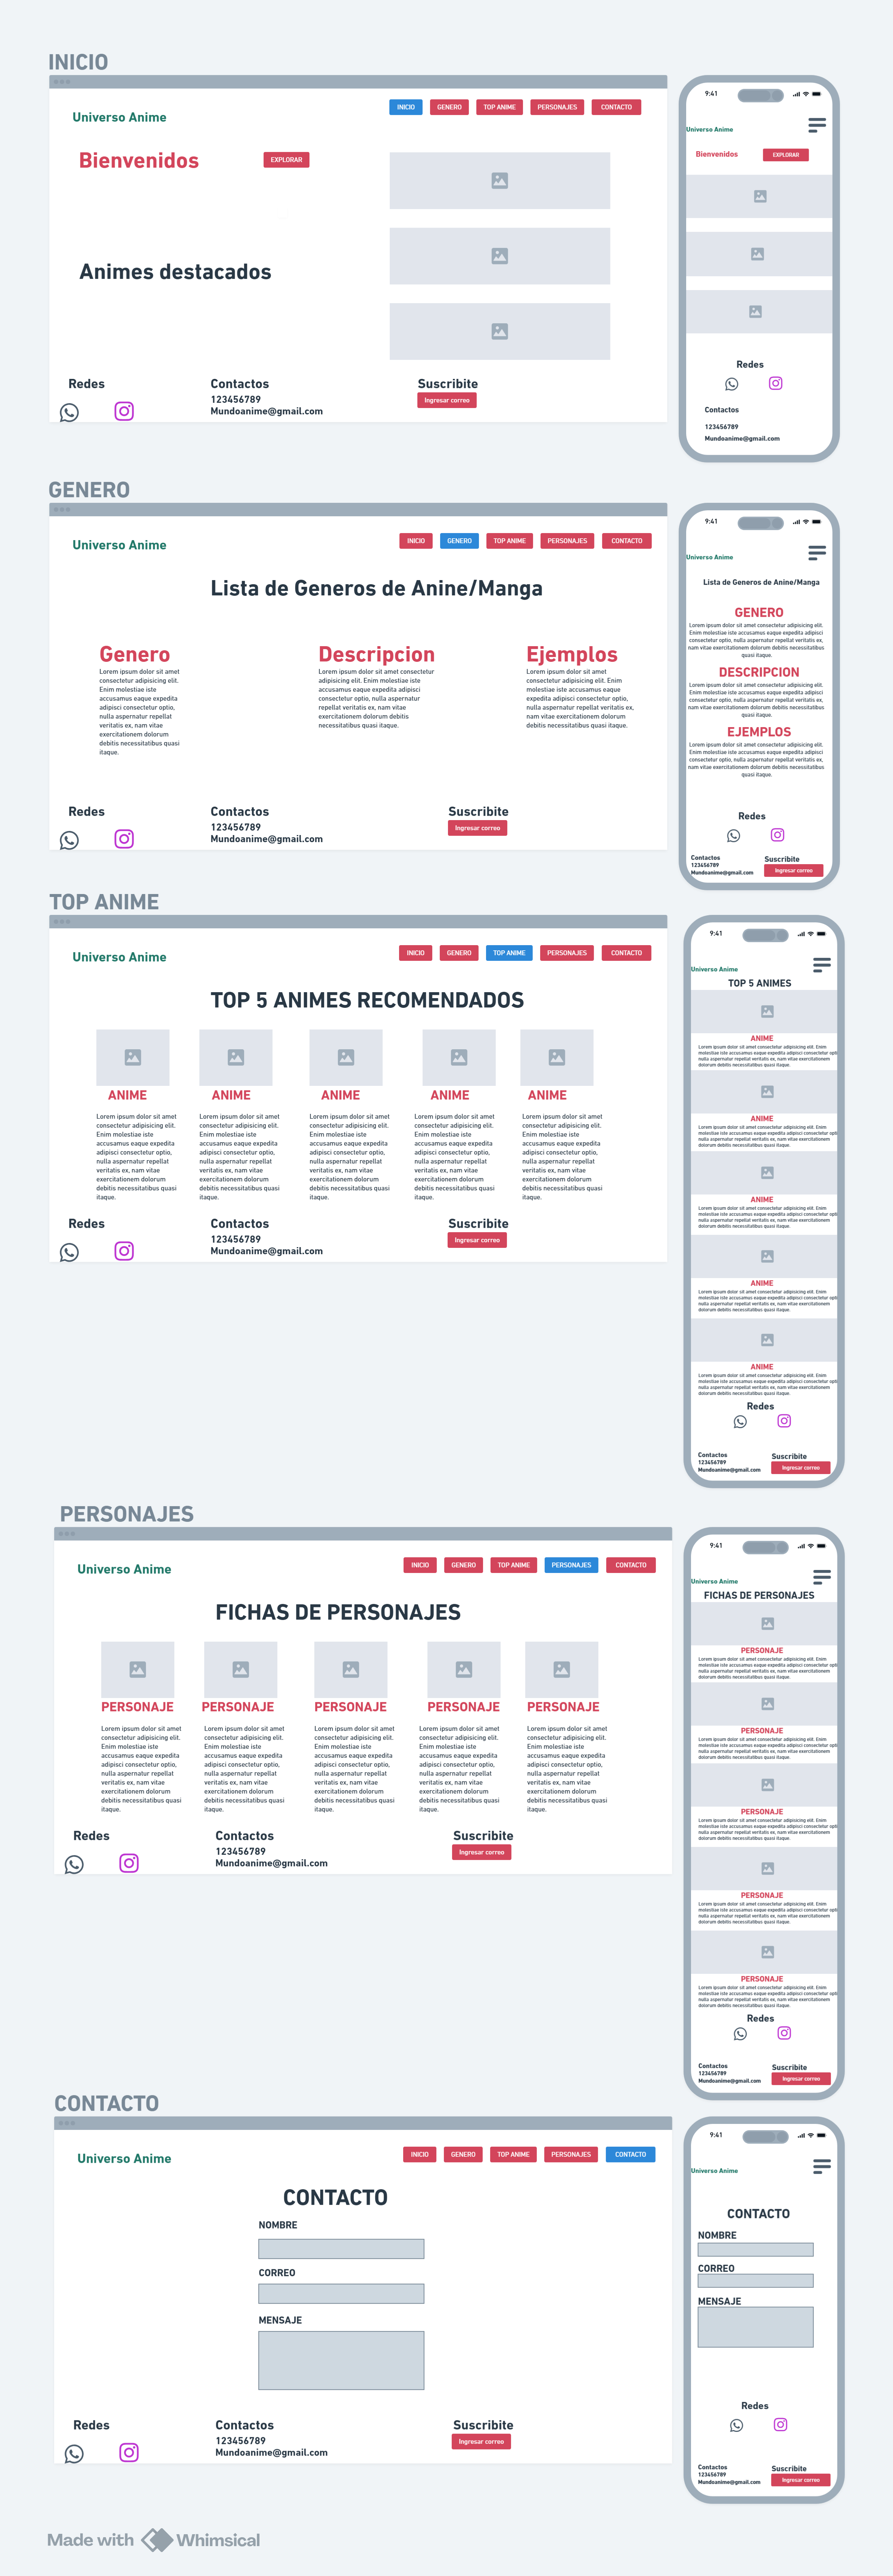 INICIO
INICIO GENERO TOP ANIME PERSONAJES CONTACTO
Universo Anime
Bienvenidos
EXPLORAR
Animes destacados
Redes
Contactos
123456789
Mundoanime@gmail.com
Suscribite
Ingresar correo
9:41
Universo Anime
Bienvenidos
EXPLORAR
Redes
Contactos
123456789
Mundoanime@gmail.com
GENERO
INICIO GENERO TOP ANIME PERSONAJES CONTACTO
Universo Anime
Lista de Generos de Anine/Manga
Genero
Lorem ipsum dolor sit amet
consectetur adipisicing elit.
Enim molestiae iste
accusamus eaque expedita
adipisci consectetur optio,
nulla aspernatur repellat
veritatis ex, nam vitae
exercitationem dolorum
debitis necessitatibus quasi
itaque.
Descripcion
Lorem ipsum dolor sit amet consectetur
adipisicing elit. Enim molestiae iste
accusamus eaque expedita adipisci
consectetur optio, nulla aspernatur
repellat veritatis ex, nam vitae
exercitationem dolorum debitis
necessitatibus quasi itaque.
Ejemplos
Lorem ipsum dolor sit amet
consectetur adipisicing elit. Enim
molestiae iste accusamus eaque
expedita adipisci consectetur optio,
nulla aspernatur repellat veritatis ex,
nam vitae exercitationem dolorum
debitis necessitatibus quasi itaque.
Redes
Contactos
123456789
Mundoanime@gmail.com
Suscribite
Ingresar correo
9:41
Universo Anime
Lista de Generos de Anime/Manga
GENERO
Lorem ipsum dolor sit amet consectetur adipisicing elit.
Enim molestiae iste accusamus eaque expedita adipisci
consectetur optio, nulla aspernatur repellat veritatis ex,
nam vitae exercitationem dolorum debitis necessitatibus
quasi itaque.
DESCRIPCION
Lorem ipsum dolor sit amet consectetur adipisicing elit.
Enim molestiae iste accusamus eaque expedita adipisci
consectetur optio, nulla aspernatur repellat veritatis ex,
nam vitae exercitationem dolorum debitis necessitatibus
quasi itaque.
EJEMPLOS
Lorem ipsum dolor sit amet consectetur adipisicing elit.
Enim molestiae iste accusamus eaque expedita adipisci
consectetur optio, nulla aspernatur repellat veritatis ex,
nam vitae exercitationem dolorum debitis necessitatibus
quasi itaque.
Redes
Contactos
123456789
Mundoanime@gmail.com
Suscribite
Ingresar correo
TOP ANIME
INICIO GENERO TOP ANIME PERSONAJES CONTACTO
Universo Anime
TOP 5 ANIMES RECOMENDADOS
ANIME
Lorem ipsum dolor sit amet
consectetur adipisicing elit.
Enim molestiae iste
accusamus eaque expedita
adipisci consectetur optio,
nulla aspernatur repellat
veritatis ex, nam vitae
exercitationem dolorum
debitis necessitatibus quasi
itaque.
ANIME
Lorem ipsum dolor sit amet
consectetur adipisicing elit.
Enim molestiae iste
accusamus eaque expedita
adipisci consectetur optio,
nulla aspernatur repellat
veritatis ex, nam vitae
exercitationem dolorum
debitis necessitatibus quasi
itaque.
ANIME
Lorem ipsum dolor sit amet
consectetur adipisicing elit.
Enim molestiae iste
accusamus eaque expedita
adipisci consectetur optio,
nulla aspernatur repellat
veritatis ex, nam vitae
exercitationem dolorum
debitis necessitatibus quasi
itaque.
ANIME
Lorem ipsum dolor sit amet
consectetur adipisicing elit.
Enim molestiae iste
accusamus eaque expedita
adipisci consectetur optio,
nulla aspernatur repellat
veritatis ex, nam vitae
exercitationem dolorum
debitis necessitatibus quasi
itaque.
ANIME
Lorem ipsum dolor sit amet
consectetur adipisicing elit.
Enim molestiae iste
accusamus eaque expedita
adipisci consectetur optio,
nulla aspernatur repellat
veritatis ex, nam vitae
exercitationem dolorum
debitis necessitatibus quasi
itaque.
Redes
Contactos
123456789
Mundoanime@gmail.com
Suscribite
Ingresar correo
9:41
Universo Anime
TOP 5 ANIMES
ANIME
Lorem ipsum dolor sit amet consectetur adipisicing elit. Enim
molestiae iste accusamus eaque expedita adipisci consectetur opti
nulla aspernatur repellat veritatis ex, nam vitae exercitationem
dolorum debitis necessitatibus quasi itaque.
ANIME
Lorem ipsum dolor sit amet consectetur adipisicing elit. Enim
molestiae iste accusamus eaque expedita adipisci consectetur opti
nulla aspernatur repellat veritatis ex, nam vitae exercitationem
dolorum debitis necessitatibus quasi itaque.
ANIME
Lorem ipsum dolor sit amet consectetur adipisicing elit. Enim
molestiae iste accusamus eaque expedita adipisci consectetur opti
nulla aspernatur repellat veritatis ex, nam vitae exercitationem
dolorum debitis necessitatibus quasi itaque.
ANIME
Lorem ipsum dolor sit amet consectetur adipisicing elit. Enim
molestiae iste accusamus eaque expedita adipisci consectetur opti
nulla aspernatur repellat veritatis ex, nam vitae exercitationem
dolorum debitis necessitatibus quasi itaque.
ANIME
Lorem ipsum dolor sit amet consectetur adipisicing elit. Enim
molestiae iste accusamus eaque expedita adipisci consectetur opti
nulla aspernatur repellat veritatis ex, nam vitae exercitationem
dolorum debitis necessitatibus quasi itaque.
Redes
Contactos
123456789
Mundoanime@gmail.com
Suscribite
Ingresar correo
PERSONAJES
INICIO GENERO TOP ANIME PERSONAJES CONTACTO
Universo Anime
FICHAS DE PERSONAJES
PERSONAJE
Lorem ipsum dolor sit amet
consectetur adipisicing elit.
Enim molestiae iste
accusamus eaque expedita
adipisci consectetur optio,
nulla aspernatur repellat
veritatis ex, nam vitae
exercitationem dolorum
debitis necessitatibus quasi
itaque.
PERSONAJE
Lorem ipsum dolor sit amet
consectetur adipisicing elit.
Enim molestiae iste
accusamus eaque expedita
adipisci consectetur optio,
nulla aspernatur repellat
veritatis ex, nam vitae
exercitationem dolorum
debitis necessitatibus quasi
itaque.
PERSONAJE
Lorem ipsum dolor sit amet
consectetur adipisicing elit.
Enim molestiae iste
accusamus eaque expedita
adipisci consectetur optio,
nulla aspernatur repellat
veritatis ex, nam vitae
exercitationem dolorum
debitis necessitatibus quasi
itaque.
PERSONAJE
Lorem ipsum dolor sit amet
consectetur adipisicing elit.
Enim molestiae iste
accusamus eaque expedita
adipisci consectetur optio,
nulla aspernatur repellat
veritatis ex, nam vitae
exercitationem dolorum
debitis necessitatibus quasi
itaque.
PERSONAJE
Lorem ipsum dolor sit amet
consectetur adipisicing elit.
Enim molestiae iste
accusamus eaque expedita
adipisci consectetur optio,
nulla aspernatur repellat
veritatis ex, nam vitae
exercitationem dolorum
debitis necessitatibus quasi
itaque.
Redes
Contactos
123456789
Mundoanime@gmail.com
Suscribite
Ingresar correo
9:41
Universo Anime
FICHAS DE PERSONAJES
PERSONAJE
Lorem ipsum dolor sit amet consectetur adipisicing elit. Enim
molestiae iste accusamus eaque expedita adipisci consectetur opti
nulla aspernatur repellat veritatis ex, nam vitae exercitationem
dolorum debitis necessitatibus quasi itaque.
PERSONAJE
Lorem ipsum dolor sit amet consectetur adipisicing elit. Enim
molestiae iste accusamus eaque expedita adipisci consectetur opti
nulla aspernatur repellat veritatis ex, nam vitae exercitationem
dolorum debitis necessitatibus quasi itaque.
PERSONAJE
Lorem ipsum dolor sit amet consectetur adipisicing elit. Enim
molestiae iste accusamus eaque expedita adipisci consectetur opti
nulla aspernatur repellat veritatis ex, nam vitae exercitationem
dolorum debitis necessitatibus quasi itaque.
PERSONAJE
Lorem ipsum dolor sit amet consectetur adipisicing elit. Enim
molestiae iste accusamus eaque expedita adipisci consectetur opti
nulla aspernatur repellat veritatis ex, nam vitae exercitationem
dolorum debitis necessitatibus quasi itaque.
PERSONAJE
Lorem ipsum dolor sit amet consectetur adipisicing elit. Enim
molestiae iste accusamus eaque expedita adipisci consectetur opti
nulla aspernatur repellat veritatis ex, nam vitae exercitationem
dolorum debitis necessitatibus quasi itaque.
Redes
Contactos
123456789
Mundoanime@gmail.com
Suscribite
Ingresar correo
CONTACTO
INICIO GENERO TOP ANIME PERSONAJES CONTACTO
Universo Anime
CONTACTO
NOMBRE
CORREO
MENSAJE
Redes
Contactos
123456789
Mundoanime@gmail.com
Suscribite
Ingresar correo
9:41
Universo Anime
CONTACTO
NOMBRE
CORREO
MENSAJE
Redes
Contactos
123456789
Mundoanime@gmail.com
Suscribite
Ingresar correo
Made with Whimsical